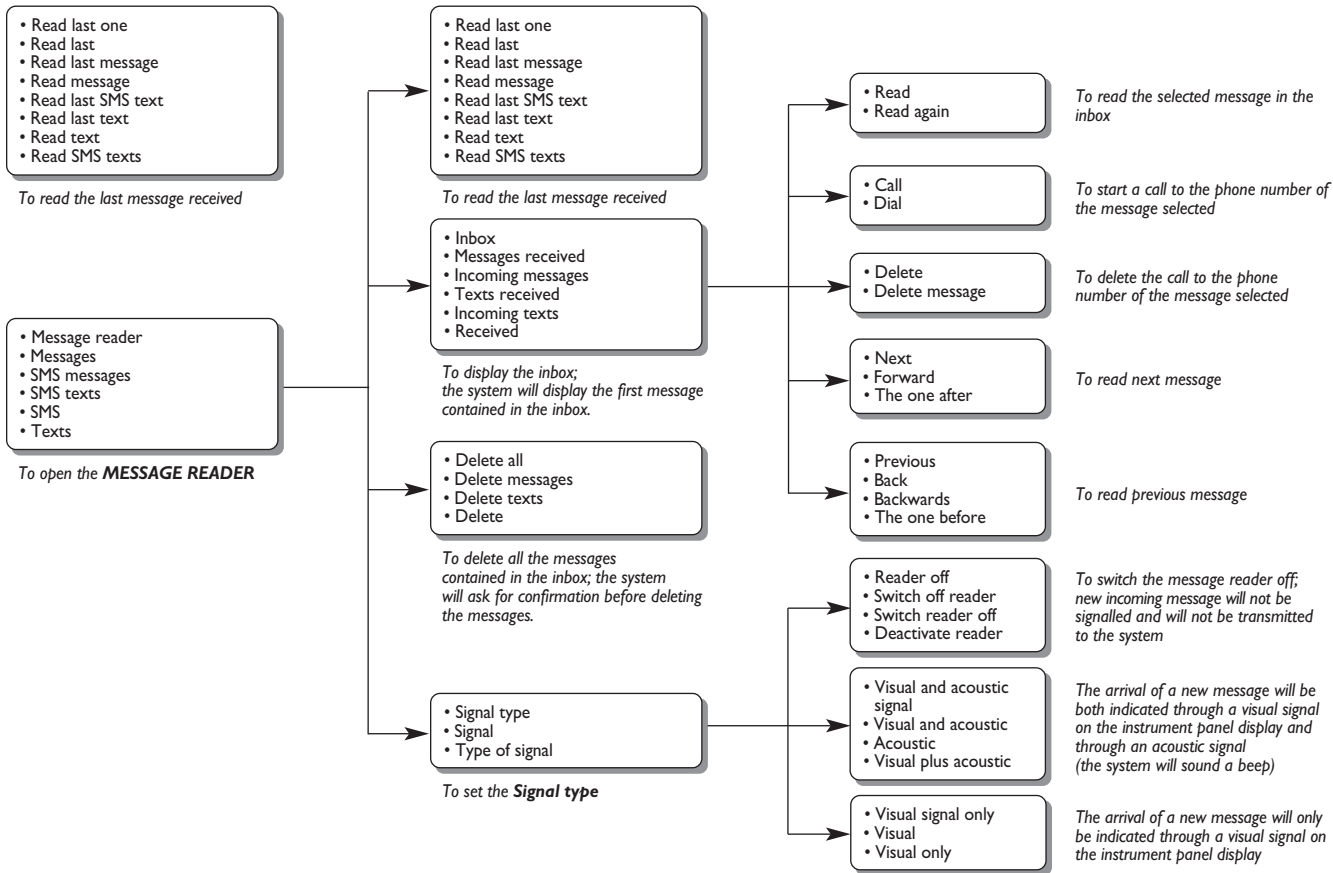 • Read last one
• Read last
• Read last message
• Read message
• Read last SMS text
• Read last text
• Read text
• Read SMS texts
To read the last message received
• Message reader
• Messages
• SMS messages
• SMS texts
• SMS
• Texts
To open the MESSAGE READER
• Read last one
• Read last
• Read last message
• Read message
• Read last SMS text
• Read last text
• Read text
• Read SMS texts
To read the last message received
• Inbox
• Messages received
• Incoming messages
• Texts received
• Incoming texts
• Received
To display the inbox;
the system will display the first message
contained in the inbox.
• Delete all
• Delete messages
• Delete texts
• Delete
To delete all the messages
contained in the inbox; the system
will ask for confirmation before deleting
the messages.
• Signal type
• Signal
• Type of signal
To set the Signal type
• Read
• Read again
To read the selected message in the
inbox
• Call
• Dial
To start a call to the phone number of
the message selected
• Delete
• Delete message
To delete the call to the phone
number of the message selected
• Next
• Forward
• The one after
To read next message
• Previous
• Back
• Backwards
• The one before
To read previous message
• Reader off
• Switch off reader
• Switch reader off
• Deactivate reader
To switch the message reader off;
new incoming message will not be
signalled and will not be transmitted
to the system
• Visual and acoustic
signal
• Visual and acoustic
• Acoustic
• Visual plus acoustic
The arrival of a new message will be
both indicated through a visual signal
on the instrument panel display and
through an acoustic signal
(the system will sound a beep)
• Visual signal only
• Visual
• Visual only
The arrival of a new message will only
be indicated through a visual signal on
the instrument panel display